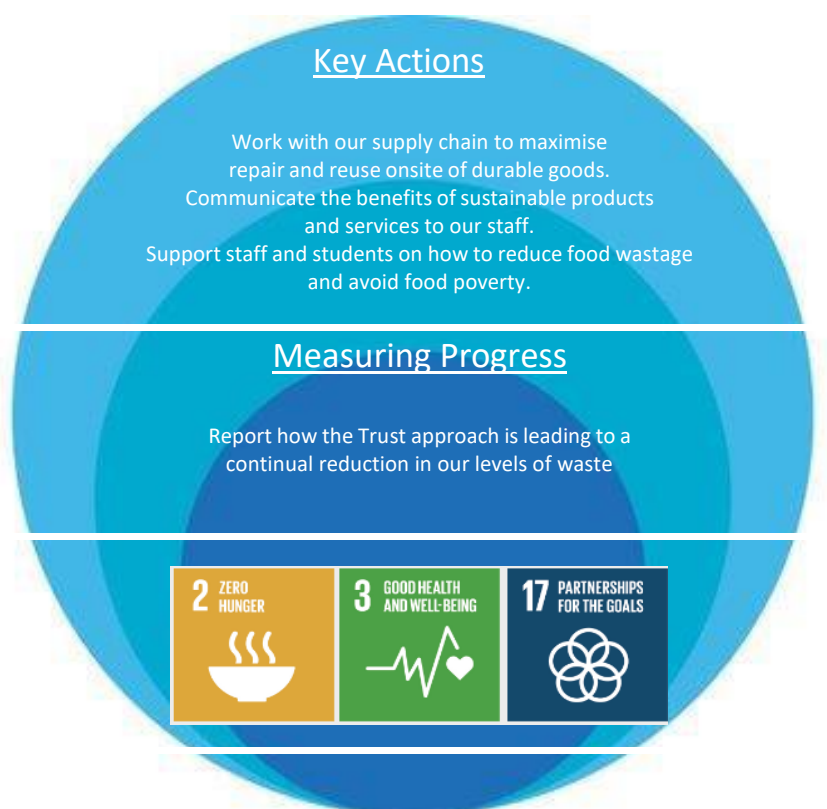 Key Actions
Work with our supply chain to maximise
repair and reuse onsite of durable goods.
Communicate the benefits of sustainable products
and services to our staff.
Support staff and students on how to reduce food wastage
and avoid food poverty.
Measuring Progress
Report how the Trust approach is leading to a
continual reduction in our levels of waste
2 ZERO
HUNGER
3 GOOD HEALTH
AND WELL-BEING
17 PARTNERSHIPS
FOR THE GOALS